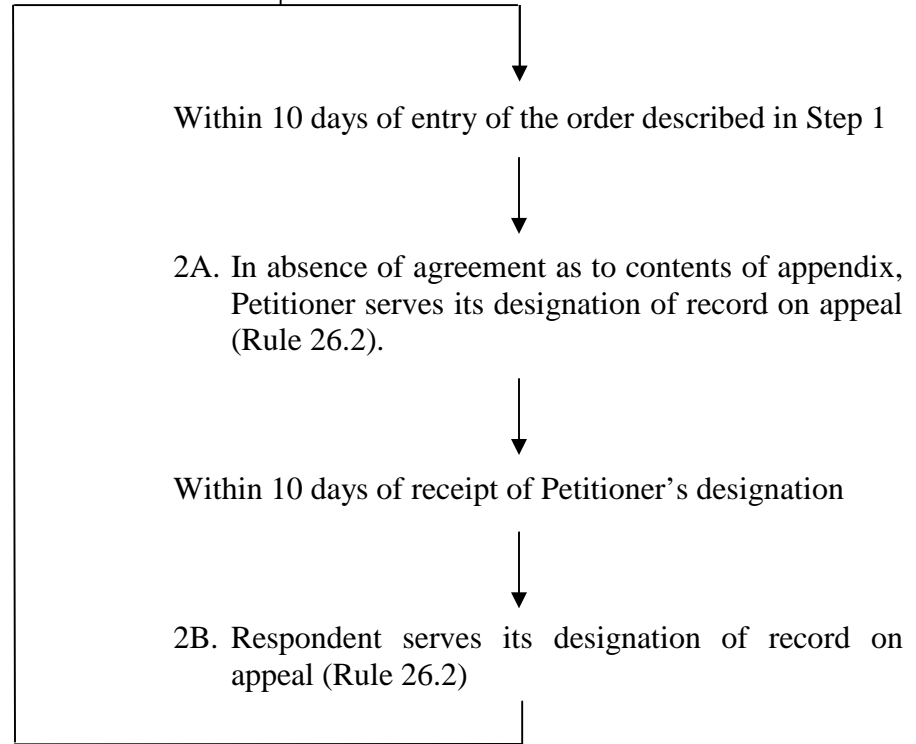 Within 10 days of entry of the order described in Step 1
2A. In absence of agreement as to contents of appendix,
Petitioner serves its designation of record on appeal
(Rule 26.2).
Within 10 days of receipt of Petitioner’s designation
2B. Respondent serves its designation of record on
appeal (Rule 26.2)